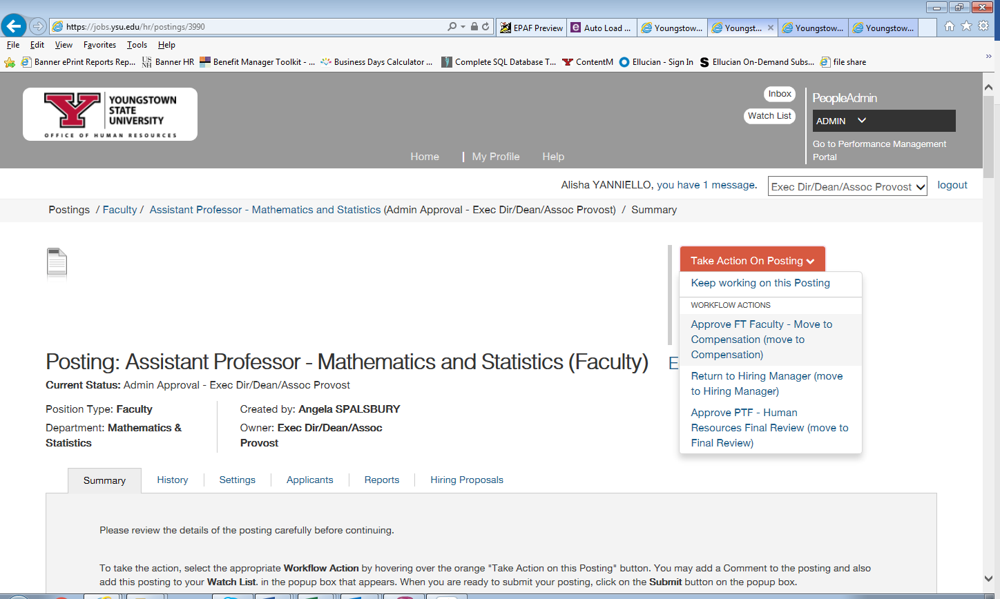 https://jobs.ysu.edu/hr/postings/3990
EPAF Preview
Auto Load ...
Youngstow...
Youngst...
Youngstow...
Youngstow...
File Edit View Favorites Tools Help
Banner ePrint Reports Rep... Banner HR Benefit Manager Toolkit - ... Business Days Calculator ... Complete SQL Database T... ContentM Ellucian - Sign In Ellucian On-Demand Subs... file share
YOUNGSTOWN
STATE
UNIVERSITY
OFFICE OF HUMAN RESOURCES
Inbox
Watch List
PeopleAdmin
ADMIN
Go to Performance Management
Portal
Home | My Profile Help
Alisha YANNIELLO, you have 1 message. Exec Dir/Dean/Assoc Provost logout
Postings / Faculty / Assistant Professor - Mathematics and Statistics (Admin Approval - Exec Dir/Dean/Assoc Provost) / Summary
Take Action On Posting
Keep working on this Posting
WORKFLOW ACTIONS
Approve FT Faculty - Move to
Compensation (move to
Compensation)
Return to Hiring Manager (move
to Hiring Manager)
Approve PTF - Human
Resources Final Review (move to
Final Review)
Posting: Assistant Professor - Mathematics and Statistics (Faculty)
Current Status: Admin Approval - Exec Dir/Dean/Assoc Provost
Position Type: Faculty
Department: Mathematics &
Statistics
Created by: Angela SPALSBURY
Owner: Exec Dir/Dean/Assoc
Provost
Summary History Settings Applicants Reports Hiring Proposals
Please review the details of the posting carefully before continuing.
To take the action, select the appropriate Workflow Action by hovering over the orange "Take Action on this Posting" button. You may add a Comment to the posting and also
add this posting to your Watch List. in the popup box that appears. When you are ready to submit your posting, click on the Submit button on the popup box.